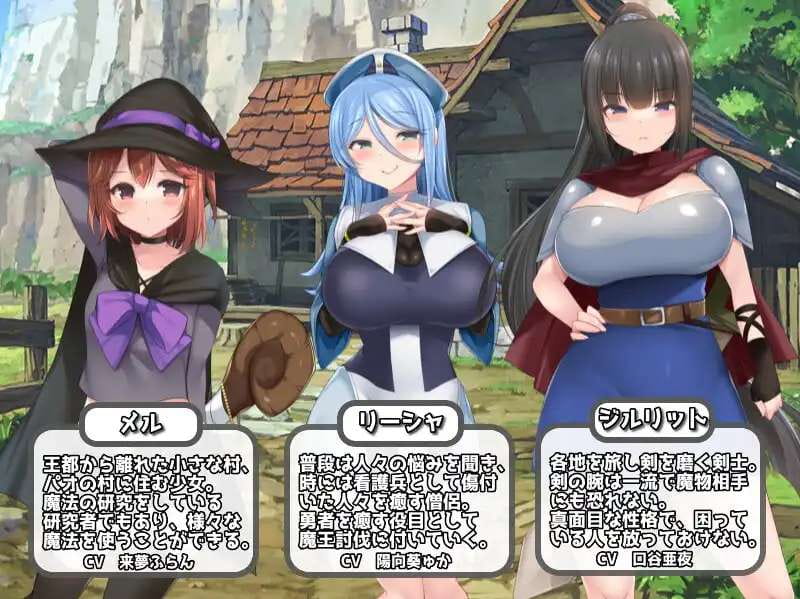 メル
王都から離れた小さな村、
バオの村に住む少女。
魔法の研究をしている
研究者でもあり、様々な
魔法を使うことができる。
CV 来夢ふらん
リーシャ
普段は人々の悩みを聞き、
時には看護兵として傷付
いた人々を癒す僧侶。
勇者を癒す役目として
魔王討伐に付いていく。
CV 陽向葵ゅか
ジルリット
各地を旅し剣を磨く剣士。
剣の腕は一流で魔物相手
にも恐れない。
真面目な性格で、困って
いる人を放っておけない。
CV 口谷亜夜